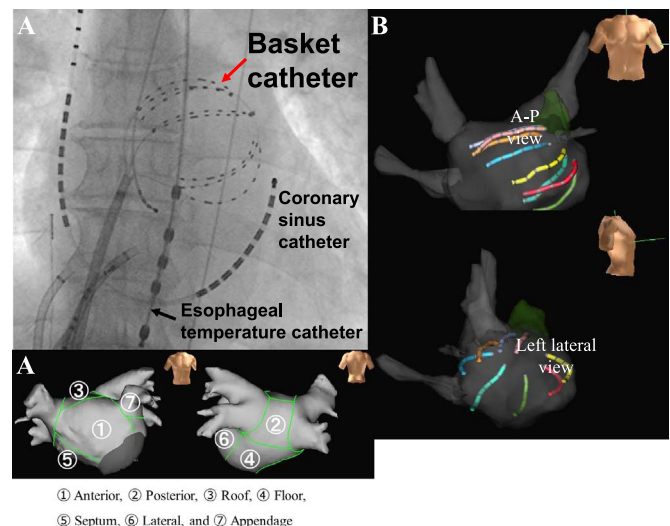 A
Basket
catheter
Coronary
sinus
catheter
Esophageal
temperature catheter
B
A-P
view
Left lateral
view
A
③
⑦
①
⑤
②
⑥
④
① Anterior, ② Posterior, ③ Roof, ④ Floor,
⑤ Septum, ⑥ Lateral, and ⑦ Appendage